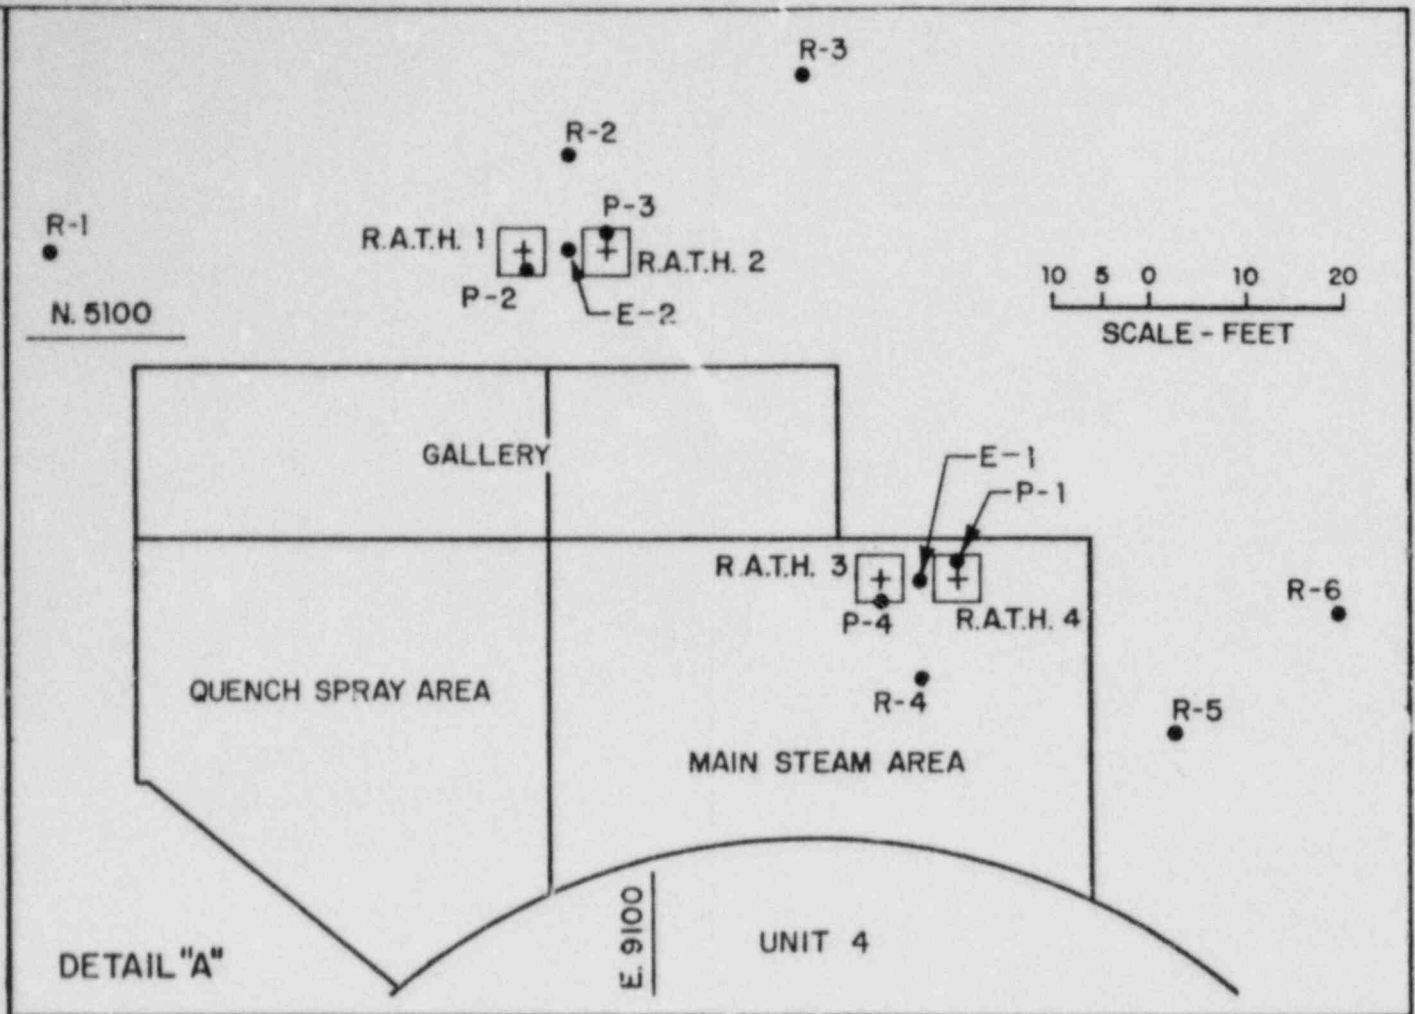 R-3
R-2
P-3
R-1
R.A.T.H. 1
R.A.T.H. 2
P-2
E-2
10 5 0 10 20
SCALE - FEET
N. 5100
GALLERY
E-1
P-1
R.A.T.H. 3
P-4
R.A.T.H. 4
R-6
QUENCH SPRAY AREA
R-4
R-5
MAIN STEAM AREA
E. 9100
UNIT 4
DETAIL "A"